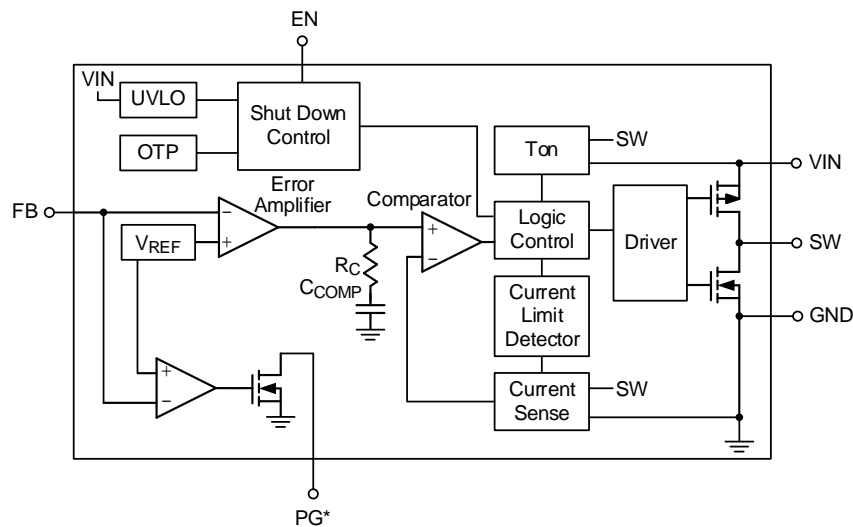 EN
VIN
UVLO
Shut Down
Control
OTP
Ton
SW
VIN
Error
Amplifier
Comparator
FB
−
+
VREF
+
−
Logic
Control
Driver
SW
RC
CCOMP
Current
Limit
Detector
GND
+
−
Current
Sense
SW
PG*